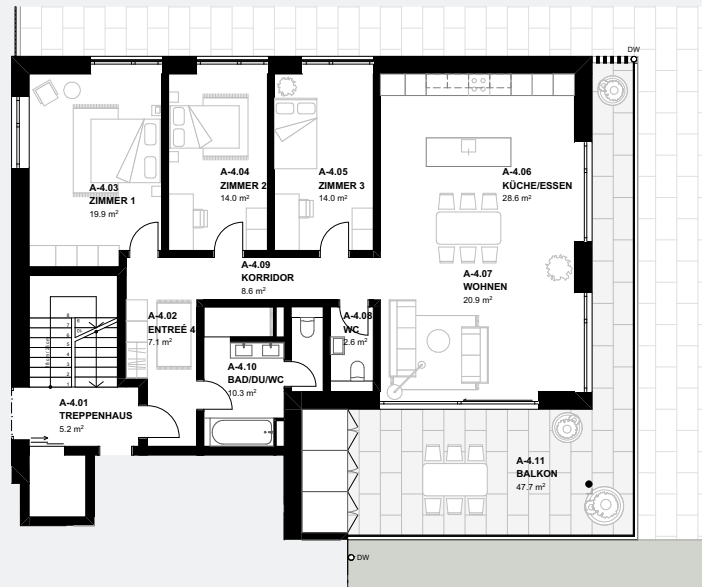 DW
A-4.03
ZIMMER 1
19.9 m²
A-4.04
ZIMMER 2
14.0 m²
A-4.05
ZIMMER 3
14.0 m²
A-4.06
KÜCHE/ESSEN
28.6 m²
A-4.09
KORRIDOR
8.6 m²
A-4.07
WOHNEN
20.9 m²
A-4.02
ENTREÉ 4
7.1 m²
A-4.08
WC
2.6 m²
A-4.10
BAD/DU/WC
10.3 m²
A-4.01
TREPPENHAUS
5.2 m²
A-4.11
BALKON
47.7 m²
DW